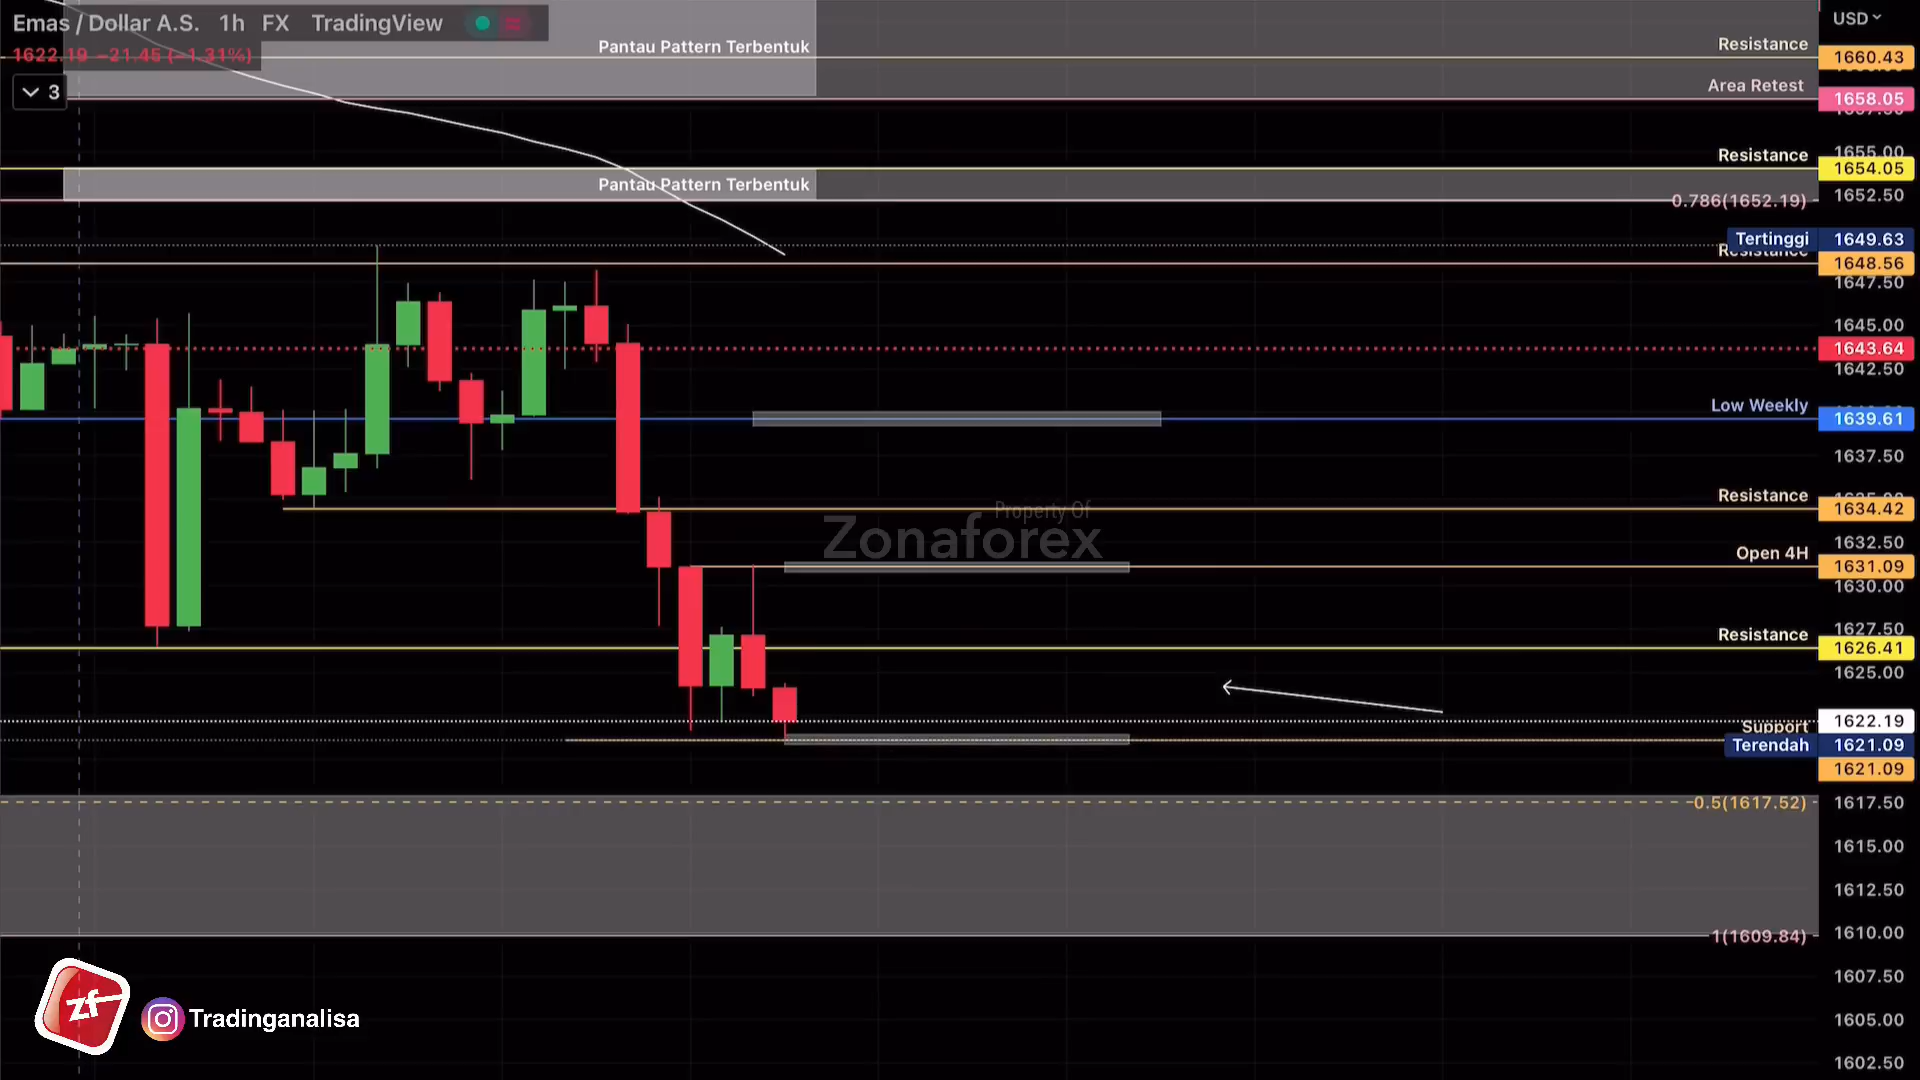 Emas / Dollar A.S. 1h FX TradingView
USD
1622.19 −21.45 (−1.31%)
3
Pantau Pattern Terbentuk
Resistance 1660.43
Area Retest 1658.05
1655.00
Resistance 1654.05
Pantau Pattern Terbentuk
1652.50
0.786(1652.19)
Tertinggi 1649.63
Resistance 1648.56
1647.50
1645.00
1643.64
1642.50
Low Weekly 1639.61
1637.50
Resistance 1634.42
Property Of
Zonaforex
1632.50
Open 4H 1631.09
1630.00
1627.50
Resistance 1626.41
1625.00
1622.19
Support
Terendah 1621.09
1621.09
0.5(1617.52) 1617.50
1615.00
1612.50
1610.00
1(1609.84)
1607.50
1605.00
1602.50
zf
Tradinganalisa